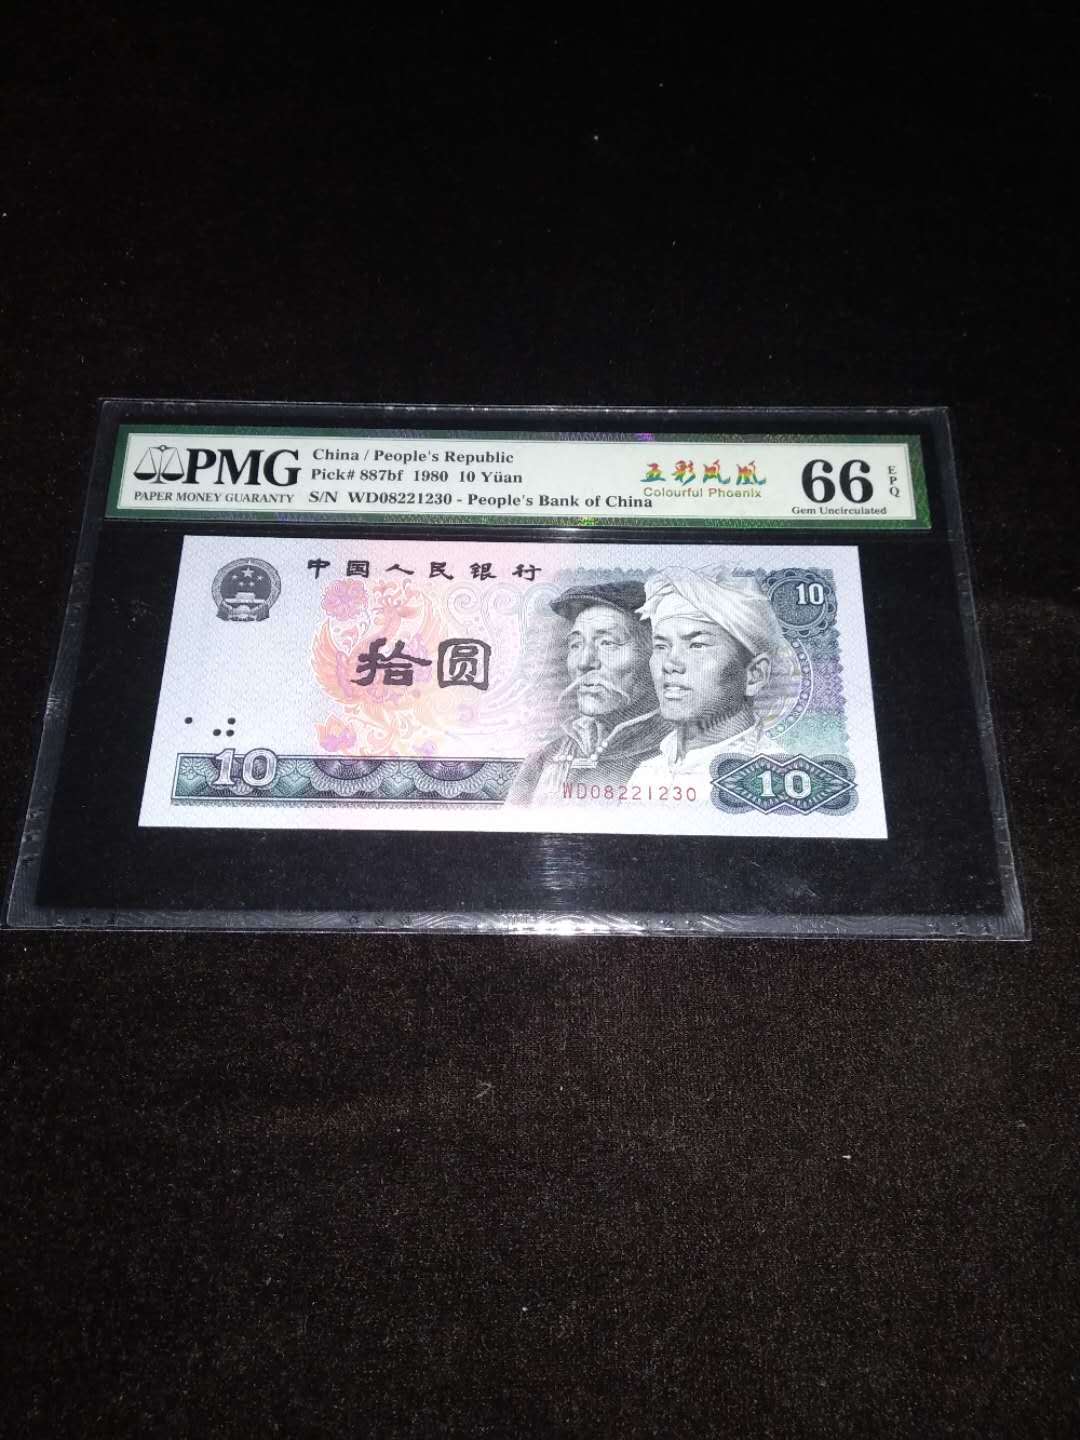 PMG
PAPER MONEY GUARANTY
China / People's Republic
Pick# 887bf 1980 10 Yüan
S/N WD08221230 - People's Bank of China
五彩凤凰
Colourful Phoenix
66
EPQ
Gem Uncirculated
中国人民银行
10
拾圆
10
WD08221230
10